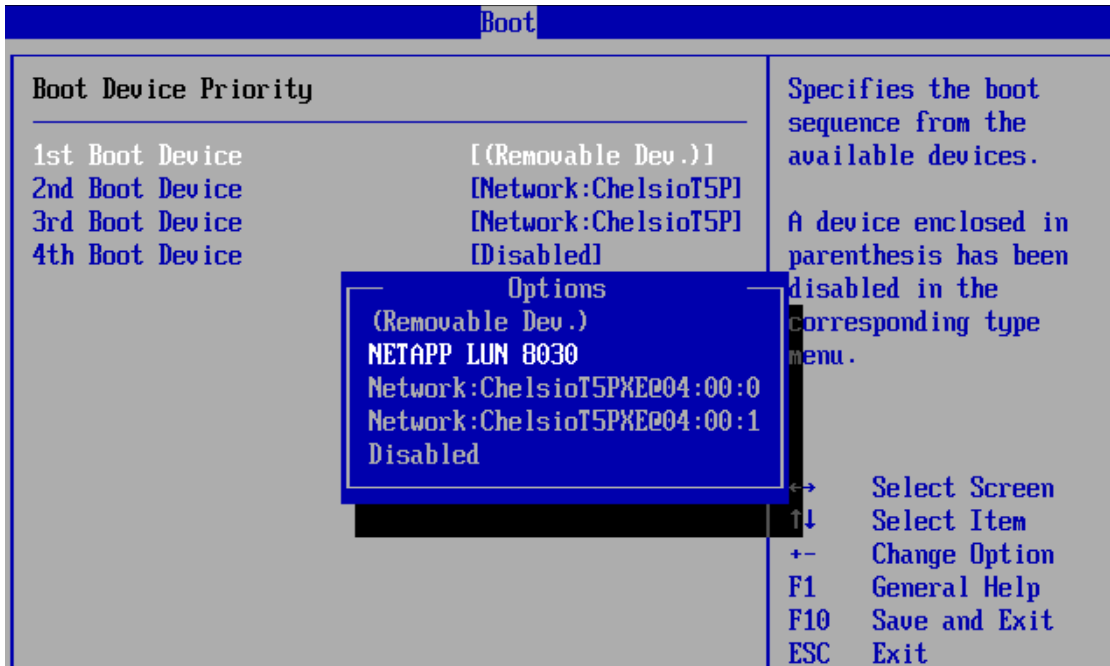 Boot
Boot Device Priority
1st Boot Device [(Removable Dev.)]
2nd Boot Device [Network:ChelsioT5P]
3rd Boot Device [Network:ChelsioT5P]
4th Boot Device [Disabled]
Options
(Removable Dev.)
NETAPP LUN 8030
Network:ChelsioT5PXE@04:00:0
Network:ChelsioT5PXE@04:00:1
Disabled
Specifies the boot
sequence from the
available devices.
A device enclosed in
parenthesis has been
disabled in the
corresponding type
menu.
←→ Select Screen
↑↓ Select Item
+- Change Option
F1 General Help
F10 Save and Exit
ESC Exit